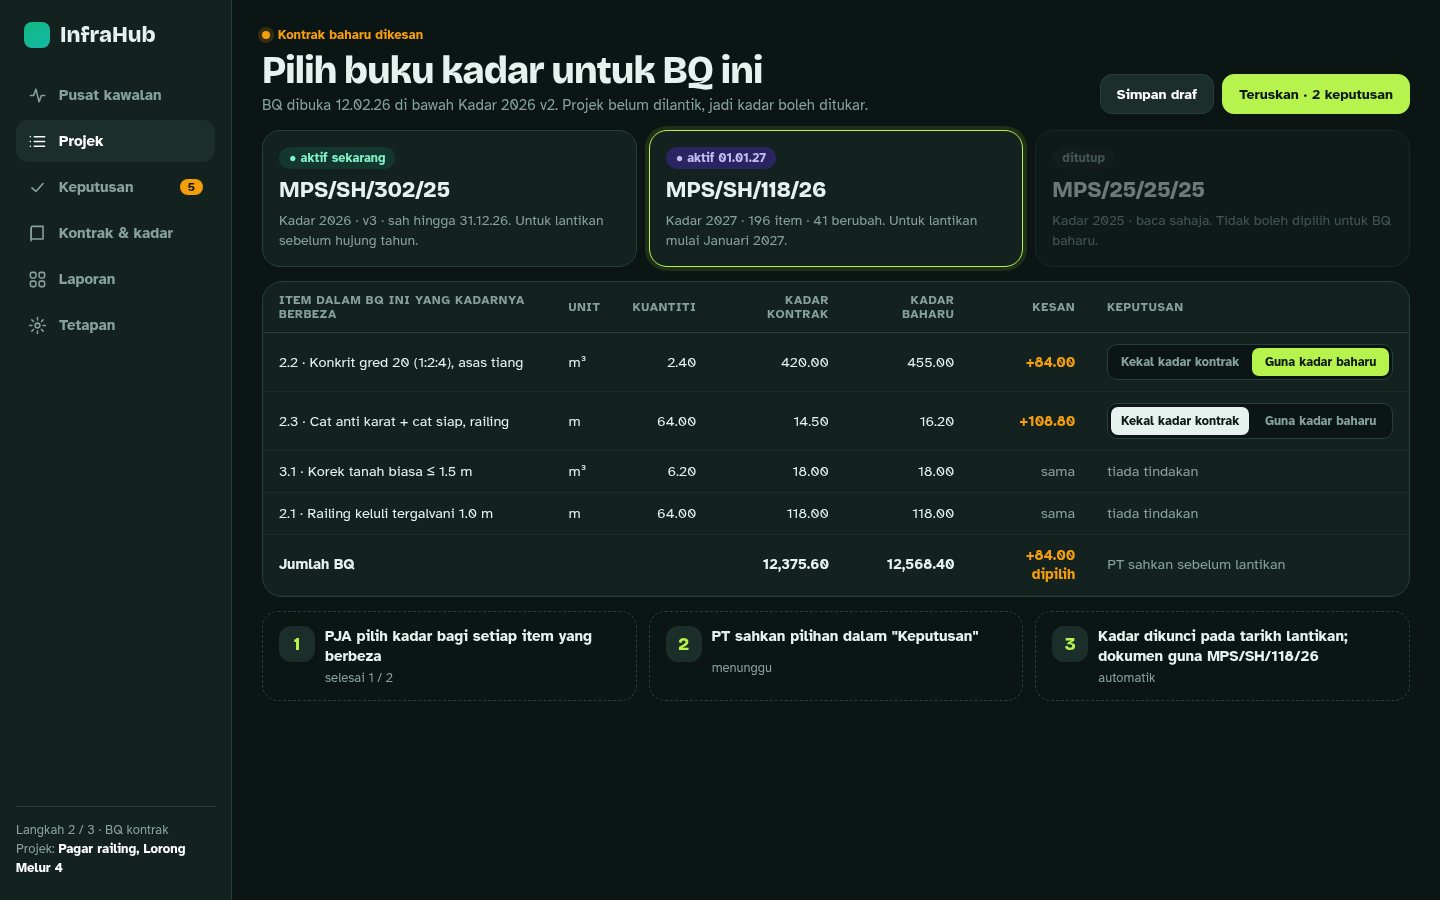 InfraHub
Pusat kawalan
Projek
Keputusan
5
Kontrak & kadar
Laporan
Tetapan
Langkah 2 / 3 · BQ kontrak
Projek: Pagar railing, Lorong
Melur 4
Kontrak baharu dikesan
Pilih buku kadar untuk BQ ini
BQ dibuka 12.02.26 di bawah Kadar 2026 v2. Projek belum dilantik, jadi kadar boleh ditukar.
Simpan draf
Teruskan · 2 keputusan
● aktif sekarang
MPS/SH/302/25
Kadar 2026 · v3 · sah hingga 31.12.26. Untuk lantikan
sebelum hujung tahun.
● aktif 01.01.27
MPS/SH/118/26
Kadar 2027 · 196 item · 41 berubah. Untuk lantikan
mulai Januari 2027.
ditutup
MPS/25/25/25
Kadar 2025 · baca sahaja. Tidak boleh dipilih untuk BQ
baharu.
ITEM DALAM BQ INI YANG KADARNYA
BERBEZA
UNIT
KUANTITI
KADAR
KONTRAK
KADAR
BAHARU
KESAN
KEPUTUSAN
2.2 · Konkrit gred 20 (1:2:4), asas tiang
m³
2.40
420.00
455.00
+84.00
Kekal kadar kontrak
Guna kadar baharu
2.3 · Cat anti karat + cat siap, railing
m
64.00
14.50
16.20
+108.80
Kekal kadar kontrak
Guna kadar baharu
3.1 · Korek tanah biasa ≤ 1.5 m
m³
6.20
18.00
18.00
sama
tiada tindakan
2.1 · Railing keluli tergalvani 1.0 m
m
64.00
118.00
118.00
sama
tiada tindakan
Jumlah BQ
12,375.60
12,568.40
+84.00
dipilih
PT sahkan sebelum lantikan
1
PJA pilih kadar bagi setiap item yang
berbeza
selesai 1 / 2
2
PT sahkan pilihan dalam "Keputusan"
menunggu
3
Kadar dikunci pada tarikh lantikan;
dokumen guna MPS/SH/118/26
automatik